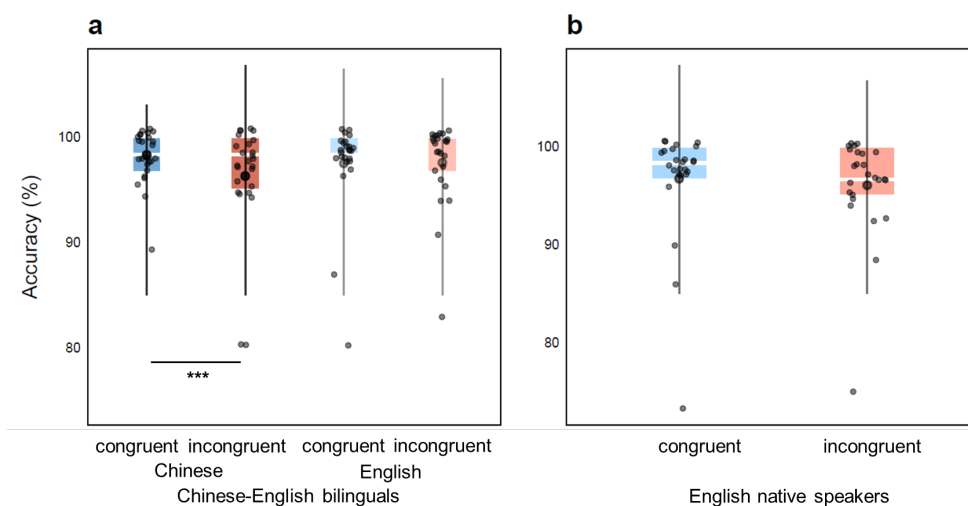 a
b
Accuracy (%)
100
90
80
100
90
80
***
congruent incongruent congruent incongruent
Chinese English
Chinese-English bilinguals
congruent incongruent
English native speakers